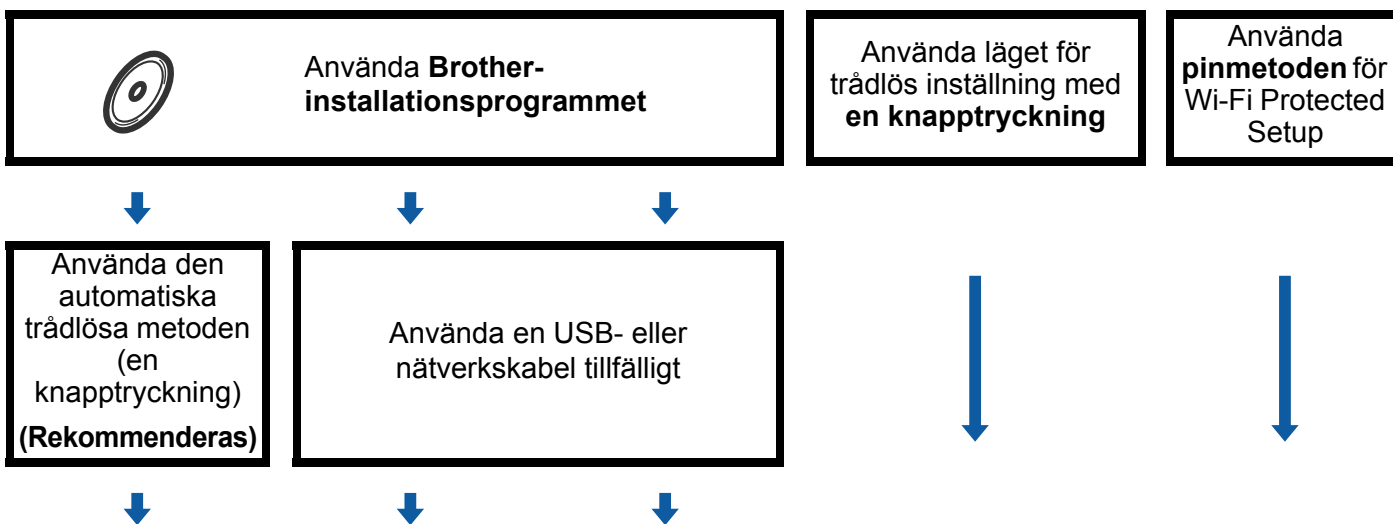 Använda Brother-
installationsprogrammet
Använda läget för
trådlös inställning med
en knapptryckning
Använda
pinmetoden för
Wi-Fi Protected
Setup
Använda den
automatiska
trådlösa metoden
(en
knapptryckning)
(Rekommenderas)
Använda en USB- eller
nätverkskabel tillfälligt